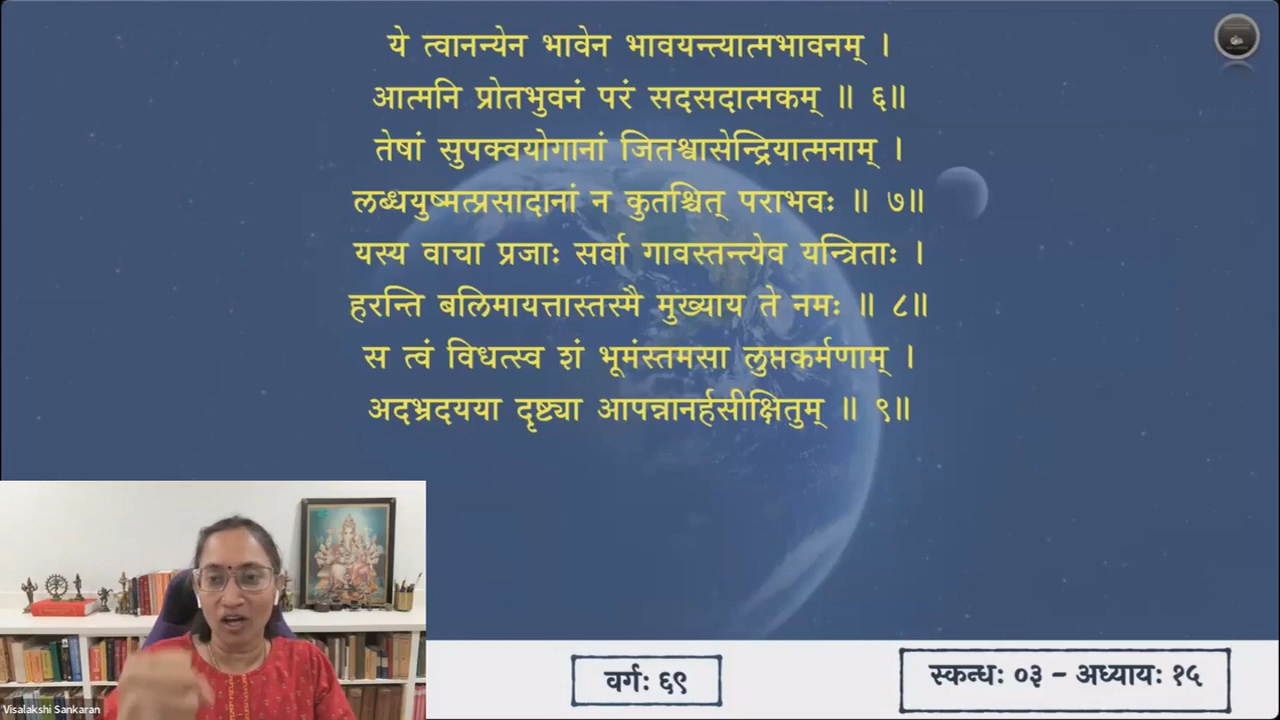 ये त्वानन्येन भावेन भावयन्त्यात्मभावनम् ।
आत्मनि प्रोतभुवनं परं सदसदात्मकम् ॥ ६॥
तेषां सुपक्वयोगानां जितश्वासेन्द्रियात्मनाम् ।
लब्धयुष्मत्प्रसादानां न कुतश्चित् पराभवः ॥ ७॥
यस्य वाचा प्रजाः सर्वा गावस्तन्त्येव यन्त्रिताः ।
हरन्ति बलिमायत्तास्तस्मै मुख्याय ते नमः ॥ ८॥
स त्वं विधत्स्व शं भूमंस्तमसा लुप्तकर्मणाम् ।
अदभ्रदयया दृष्ट्या आपन्नानर्हसीक्षितुम् ॥ ९॥
Visalakshi Sankaran
वर्गः ६९
स्कन्धः ०३ – अध्यायः १५